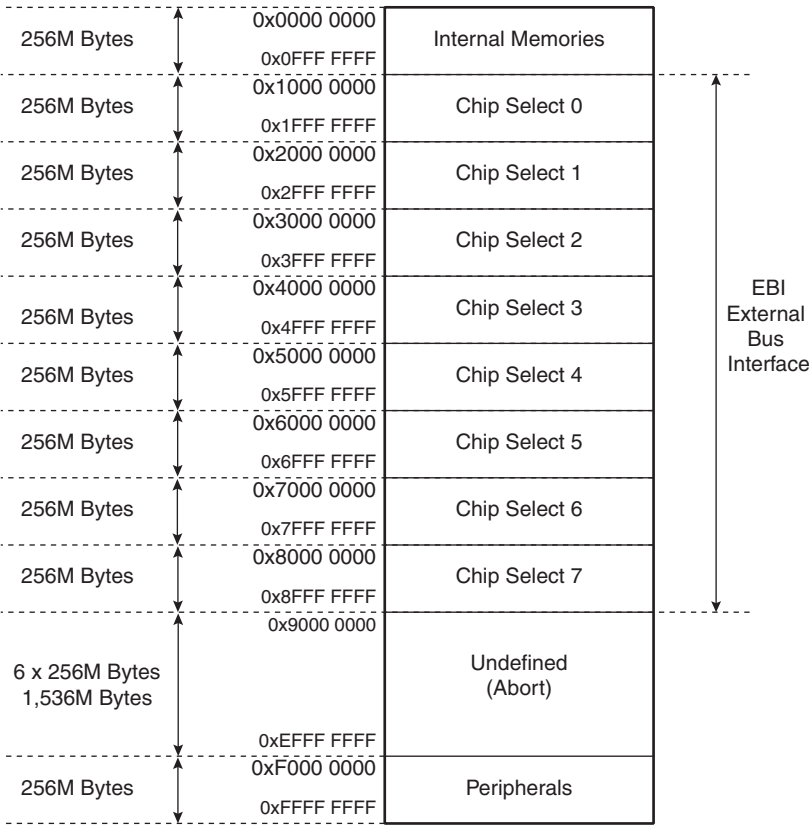 256M Bytes
0x0000 0000
0x0FFF FFFF
Internal Memories
256M Bytes
0x1000 0000
0x1FFF FFFF
Chip Select 0
256M Bytes
0x2000 0000
0x2FFF FFFF
Chip Select 1
256M Bytes
0x3000 0000
0x3FFF FFFF
Chip Select 2
256M Bytes
0x4000 0000
0x4FFF FFFF
Chip Select 3
256M Bytes
0x5000 0000
0x5FFF FFFF
Chip Select 4
256M Bytes
0x6000 0000
0x6FFF FFFF
Chip Select 5
256M Bytes
0x7000 0000
0x7FFF FFFF
Chip Select 6
256M Bytes
0x8000 0000
0x8FFF FFFF
Chip Select 7
EBI
External
Bus
Interface
6 x 256M Bytes
1,536M Bytes
0x9000 0000
0xEFFF FFFF
Undefined
(Abort)
256M Bytes
0xF000 0000
0xFFFF FFFF
Peripherals